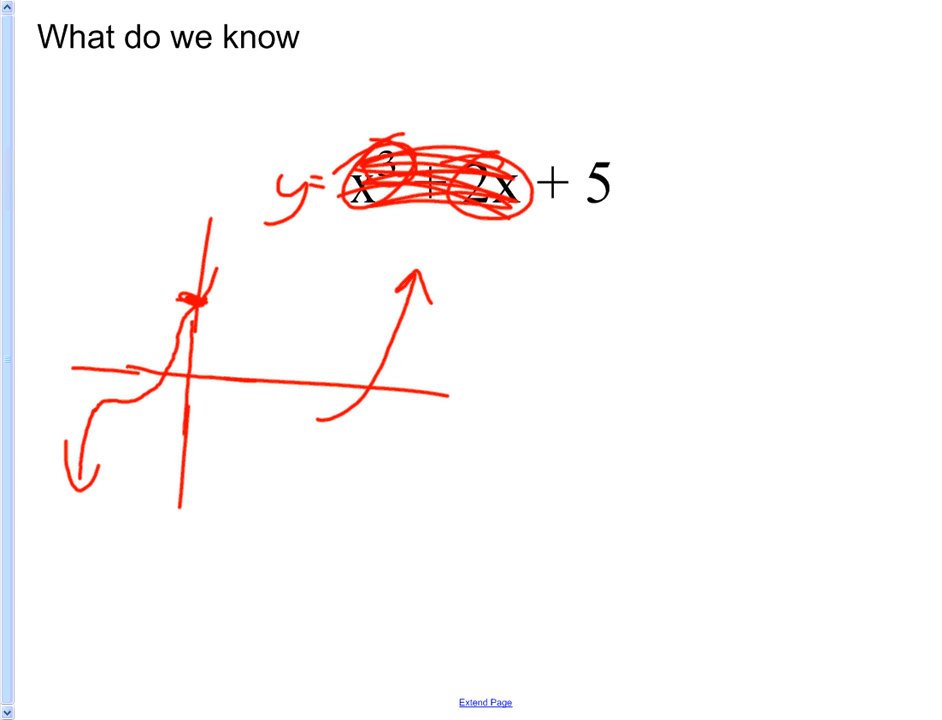 What do we know
y= x³ + 2x + 5
Extend Page